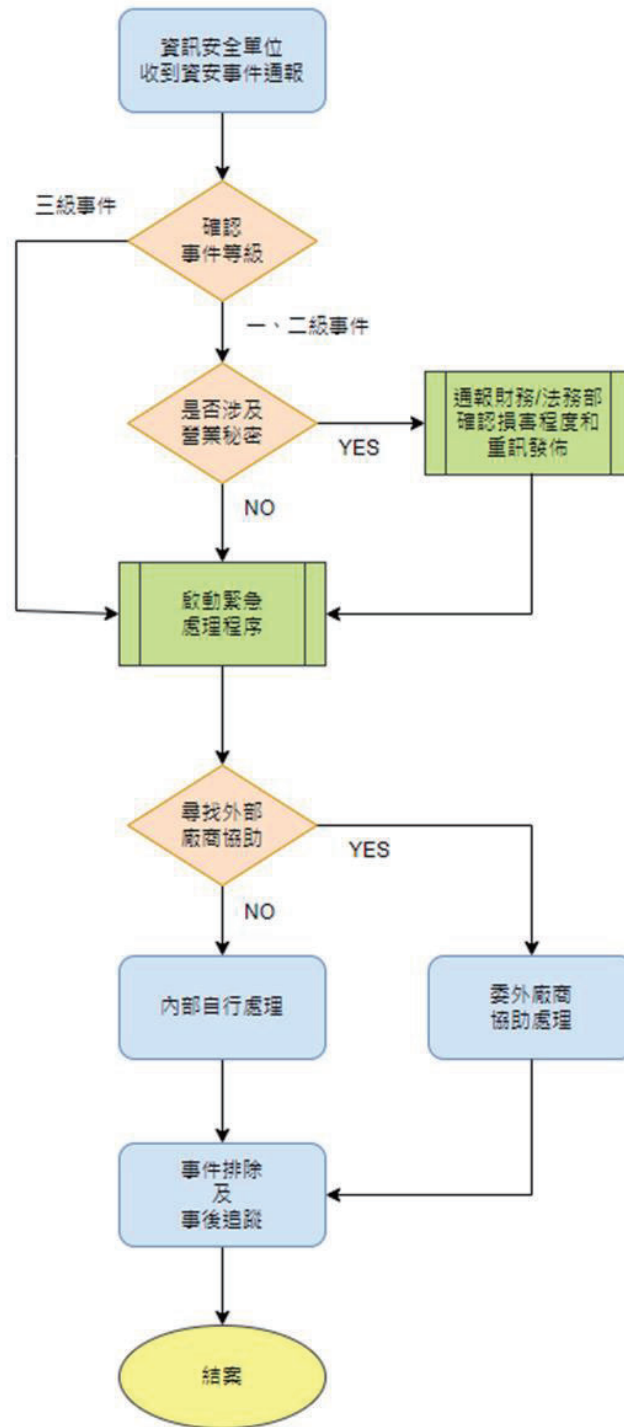 資訊安全單位
收到資安事件通報
三級事件
確認
事件等級
一、二級事件
是否涉及
營業秘密
YES
通報財務/法務部
確認損害程度和
重訊發佈
NO
啟動緊急
處理程序
尋找外部
廠商協助
YES
NO
內部自行處理
委外廠商
協助處理
事件排除
及
事後追蹤
結案